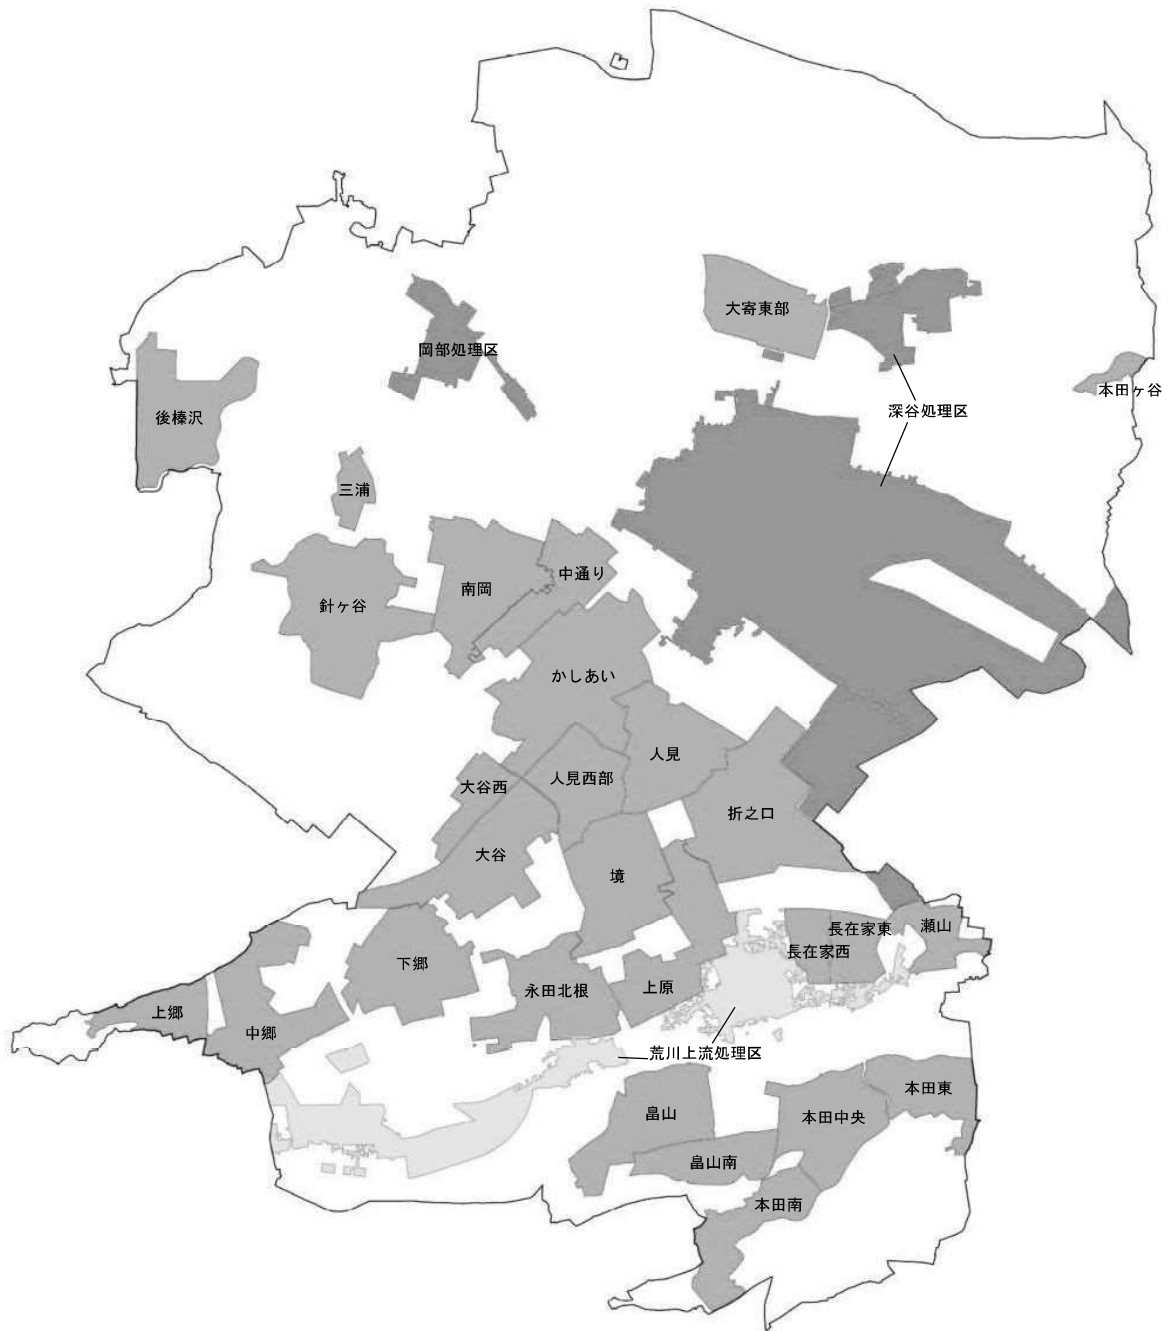 大寄東部
岡部処理区
本田ヶ谷
深谷処理区
後榛沢
三浦
中通り
南岡
針ヶ谷
かしあい
人見
人見西部
大谷西
折之口
大谷
境
瀬山
長在家東
長在家西
下郷
上原
永田北根
上郷
中郷
荒川上流処理区
本田東
畠山
本田中央
畠山南
本田南